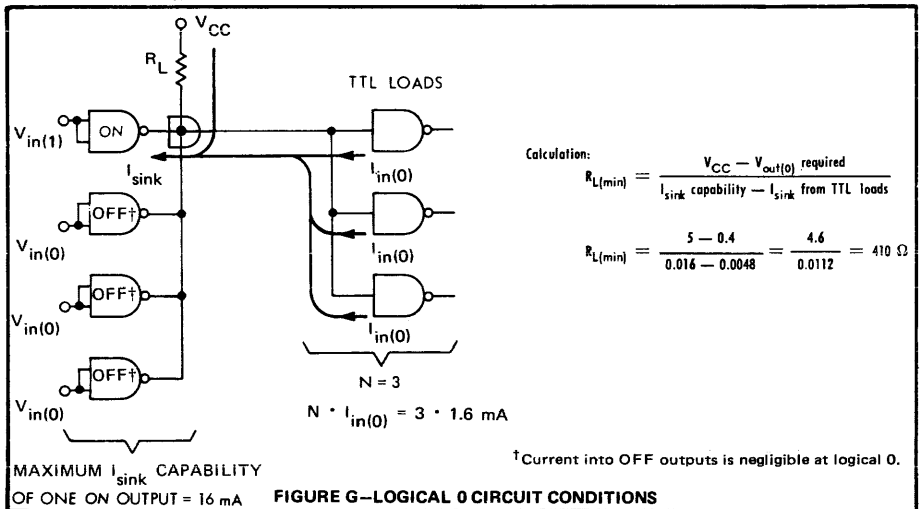 V_CC
R_L
TTL LOADS
V_in(1)
ON
I_sink
I_in(0)
OFF†
V_in(0)
I_in(0)
OFF†
V_in(0)
I_in(0)
OFF†
V_in(0)
N = 3
N · I_in(0) = 3 · 1.6 mA
MAXIMUM I_sink CAPABILITY
OF ONE ON OUTPUT = 16 mA
Calculation:
R_L(min) = (V_CC − V_out(0) required) / (I_sink capability − I_sink from TTL loads)
R_L(min) = (5 − 0.4) / (0.016 − 0.0048) = 4.6 / 0.0112 = 410 Ω
†Current into OFF outputs is negligible at logical 0.
FIGURE G—LOGICAL 0 CIRCUIT CONDITIONS